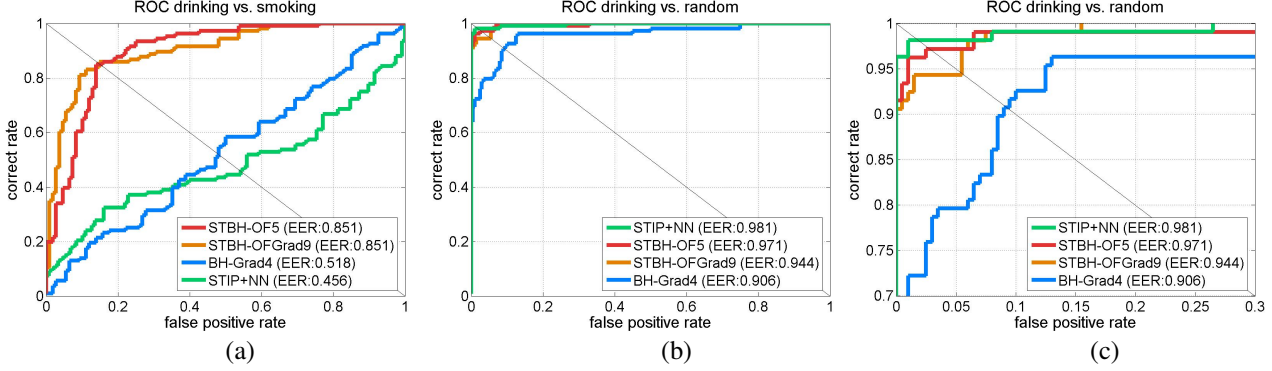 ROC drinking vs. smoking
correct rate
1
0.8
0.6
0.4
0.2
0
0 0.2 0.4 0.6 0.8 1
false positive rate
STBH-OF5 (EER:0.851)
STBH-OFGrad9 (EER:0.851)
BH-Grad4 (EER:0.518)
STIP+NN (EER:0.456)
(a)
ROC drinking vs. random
correct rate
1
0.8
0.6
0.4
0.2
0
0 0.2 0.4 0.6 0.8 1
false positive rate
STIP+NN (EER:0.981)
STBH-OF5 (EER:0.971)
STBH-OFGrad9 (EER:0.944)
BH-Grad4 (EER:0.906)
(b)
ROC drinking vs. random
correct rate
1
0.95
0.9
0.85
0.8
0.75
0.7
0 0.05 0.1 0.15 0.2 0.25 0.3
false positive rate
STIP+NN (EER:0.981)
STBH-OF5 (EER:0.971)
STBH-OFGrad9 (EER:0.944)
BH-Grad4 (EER:0.906)
(c)